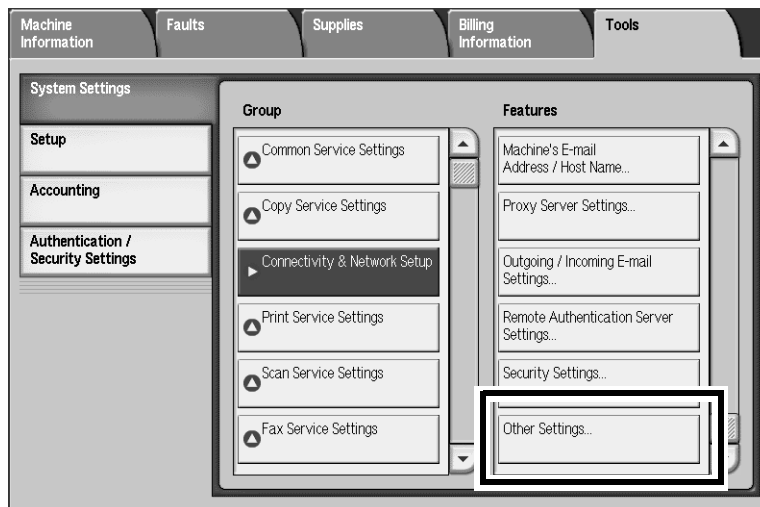 Machine
Information
Faults
Supplies
Billing
Information
Tools
System Settings
Setup
Accounting
Authentication /
Security Settings
Group
Common Service Settings
Copy Service Settings
Connectivity & Network Setup
Print Service Settings
Scan Service Settings
Fax Service Settings
Features
Machine's E-mail
Address / Host Name...
Proxy Server Settings...
Outgoing / Incoming E-mail
Settings...
Remote Authentication Server
Settings...
Security Settings...
Other Settings...